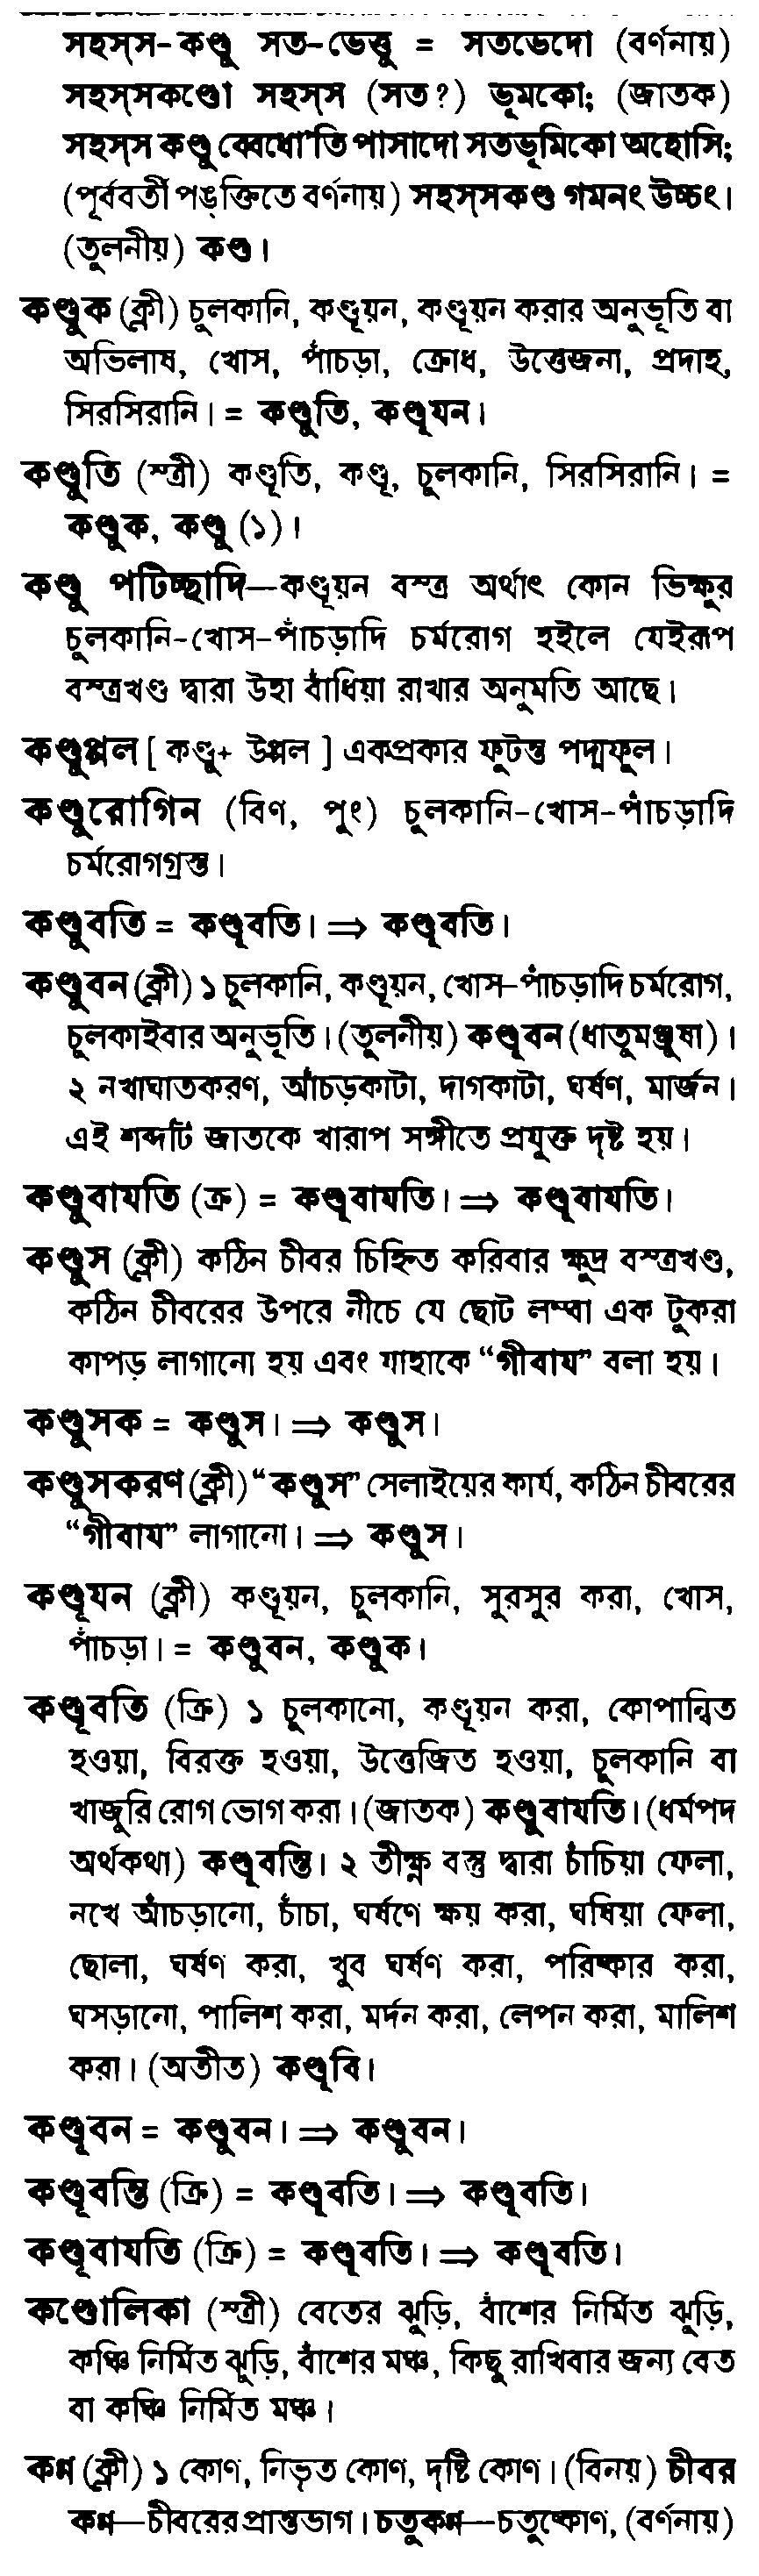 সহস্‌স-কণ্ডু সত-ভেত্তু = সতভেদো (বর্ণনায়)
সহস্‌সকণ্ডো সহস্‌স (সত?) ভূমকো; (জাতক)
সহস্‌স কণ্ডু ব্বেধো'তি পাসাদো সতভূমিকো অহোসি;
(পূর্ববর্তী পঙ্‌ক্তিতে বর্ণনায়) সহস্‌সকণ্ড গমনং উচ্চং।
(তুলনীয়) কণ্ড।
কণ্ডুক (ক্লী) চুলকানি, কণ্ডূয়ন, কণ্ডূয়ন করার অনুভূতি বা
অভিলাষ, খোস, পাঁচড়া, ক্রোধ, উত্তেজনা, প্রদাহ,
সিরসিরানি। = কণ্ডুতি, কণ্ডূযন।
কণ্ডুতি (স্ত্রী) কণ্ডূতি, কণ্ডূ, চুলকানি, সিরসিরানি। =
কণ্ডুক, কণ্ডু (১)।
কণ্ডু পটিচ্ছাদি—কণ্ডূয়ন বস্ত্র অর্থাৎ কোন ভিক্ষুর
চুলকানি-খোস-পাঁচড়াদি চর্মরোগ হইলে যেইরূপ
বস্ত্রখণ্ড দ্বারা উহা বাঁধিয়া রাখার অনুমতি আছে।
কণ্ডুপ্পল [ কণ্ডু+ উপ্পল ] একপ্রকার ফুটন্ত পদ্মফুল।
কণ্ডুরোগিন (বিণ, পুং) চুলকানি-খোস-পাঁচড়াদি
চর্মরোগগ্রস্ত।
কণ্ডুবতি = কণ্ডূবতি। ⇒ কণ্ডূবতি।
কণ্ডুবন (ক্লী) ১ চুলকানি, কণ্ডূয়ন, খোস-পাঁচড়াদি চর্মরোগ,
চুলকাইবার অনুভূতি। (তুলনীয়) কণ্ডূবন (ধাতুমঞ্জুষা)।
২ নখাঘাতকরণ, আঁচড়কাটা, দাগকাটা, ঘর্ষণ, মার্জন।
এই শব্দটি জাতকে খারাপ সঙ্গীতে প্রযুক্ত দৃষ্ট হয়।
কণ্ডুবাযতি (ক্র) = কণ্ডূবাযতি। ⇒ কণ্ডূবাযতি।
কণ্ডুস (ক্লী) কঠিন চীবর চিহ্নিত করিবার ক্ষুদ্র বস্ত্রখণ্ড,
কঠিন চীবরের উপরে নীচে যে ছোট লম্বা এক টুকরা
কাপড় লাগানো হয় এবং যাহাকে “গীবায” বলা হয়।
কণ্ডুসক = কণ্ডুস। ⇒ কণ্ডুস।
কণ্ডুসকরণ (ক্লী) “কণ্ডুস” সেলাইয়ের কার্য, কঠিন চীবরের
“গীবায” লাগানো। ⇒ কণ্ডুস।
কণ্ডূযন (ক্লী) কণ্ডূয়ন, চুলকানি, সুরসুর করা, খোস,
পাঁচড়া। = কণ্ডুবন, কণ্ডুক।
কণ্ডূবতি (ক্রি) ১ চুলকানো, কণ্ডূয়ন করা, কোপান্বিত
হওয়া, বিরক্ত হওয়া, উত্তেজিত হওয়া, চুলকানি বা
খাজুরি রোগ ভোগ করা। (জাতক) কণ্ডুবাযতি। (ধর্মপদ
অর্থকথা) কণ্ডূবন্তি। ২ তীক্ষ্ণ বস্তু দ্বারা চাঁচিয়া ফেলা,
নখে আঁচড়ানো, চাঁচা, ঘর্ষণে ক্ষয় করা, ঘষিয়া ফেলা,
ছোলা, ঘর্ষণ করা, খুব ঘর্ষণ করা, পরিষ্কার করা,
ঘসড়ানো, পালিশ করা, মর্দন করা, লেপন করা, মালিশ
করা। (অতীত) কণ্ডূবি।
কণ্ডূবন = কণ্ডুবন। ⇒ কণ্ডুবন।
কণ্ডূবন্তি (ক্রি) = কণ্ডূবতি। ⇒ কণ্ডূবতি।
কণ্ডূবাযতি (ক্রি) = কণ্ডূবতি। ⇒ কণ্ডূবতি।
কণ্ডোলিকা (স্ত্রী) বেতের ঝুড়ি, বাঁশের নির্মিত ঝুড়ি,
কঞ্চি নির্মিত ঝুড়ি, বাঁশের মঞ্চ, কিছু রাখিবার জন্য বেত
বা কঞ্চি নির্মিত মঞ্চ।
কণ্ন (ক্লী) ১ কোণ, নিভৃত কোণ, দৃষ্টি কোণ। (বিনয়) চীবর
কণ্ন—চীবরের প্রান্তভাগ। চতুকণ্ন—চতুষ্কোণ, (বর্ণনায়)